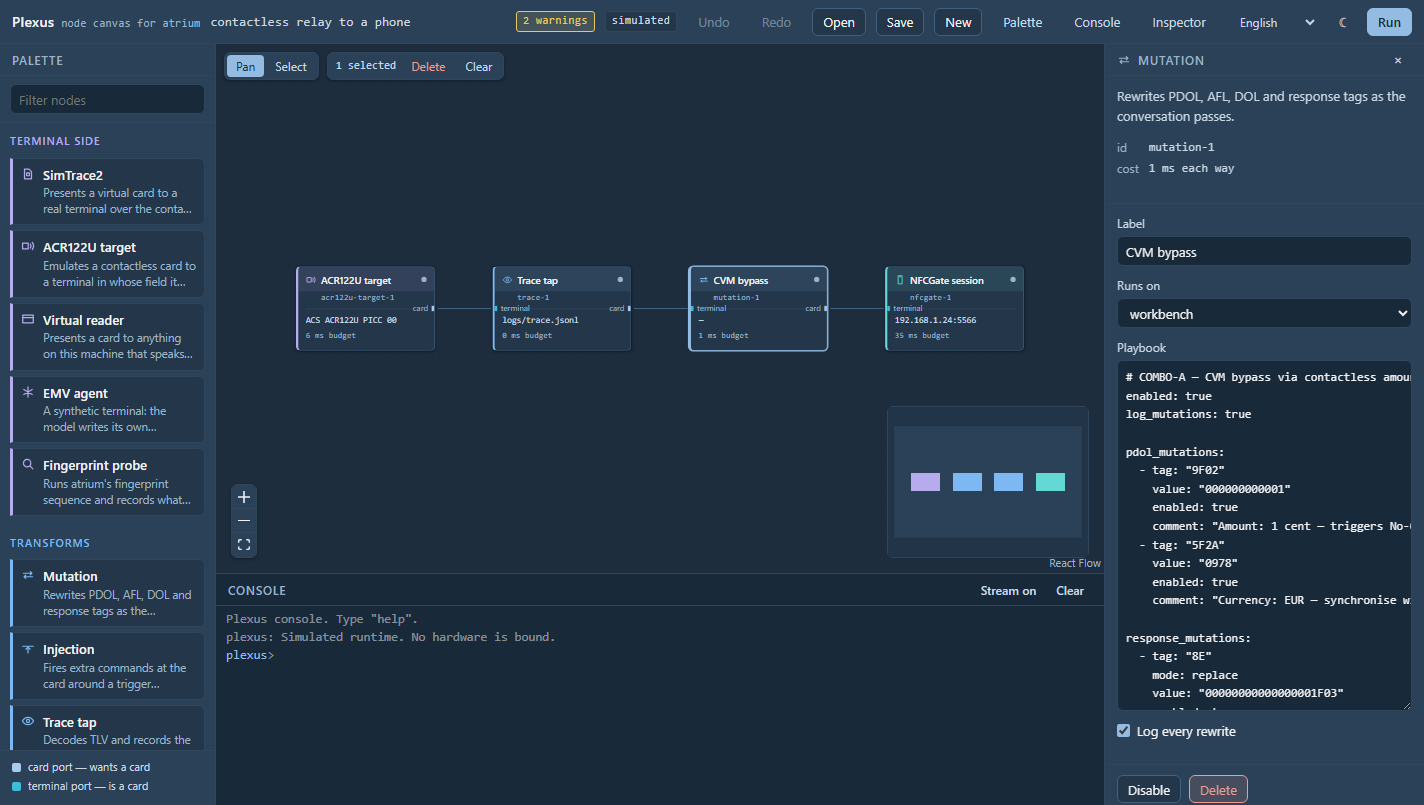 Plexus node canvas for atrium contactless relay to a phone
2 warnings simulated Undo Redo Open Save New Palette Console Inspector English Run
PALETTE
Filter nodes
TERMINAL SIDE
SimTrace2
Presents a virtual card to a
real terminal over the conta...
ACR122U target
Emulates a contactless card to
a terminal in whose field it...
Virtual reader
Presents a card to anything
on this machine that speaks...
EMV agent
A synthetic terminal: the
model writes its own...
Fingerprint probe
Runs atrium's fingerprint
sequence and records what...
TRANSFORMS
Mutation
Rewrites PDOL, AFL, DOL and
response tags as the...
Injection
Fires extra commands at the
card around a trigger...
Trace tap
Decodes TLV and records the
card port — wants a card
terminal port — is a card
Pan Select
1 selected Delete Clear
ACR122U target
acr122u-target-1
card
ACS ACR122U PICC 00
6 ms budget
Trace tap
trace-1
terminal card
logs/trace.jsonl
0 ms budget
CVM bypass
mutation-1
terminal card
—
1 ms budget
NFCGate session
nfcgate-1
terminal
192.168.1.24:5566
35 ms budget
React Flow
CONSOLE
Stream on Clear
Plexus console. Type "help".
plexus: Simulated runtime. No hardware is bound.
plexus>
MUTATION ×
Rewrites PDOL, AFL, DOL and response tags as the
conversation passes.
id mutation-1
cost 1 ms each way
Label
CVM bypass
Runs on
workbench
Playbook
# COMBO-A — CVM bypass via contactless amou
enabled: true
log_mutations: true
pdol_mutations:
- tag: "9F02"
value: "000000000001"
enabled: true
comment: "Amount: 1 cent — triggers No-
- tag: "5F2A"
value: "0978"
enabled: true
comment: "Currency: EUR — synchronise w
response_mutations:
- tag: "8E"
mode: replace
value: "00000000000000001F03"
Log every rewrite
Disable Delete